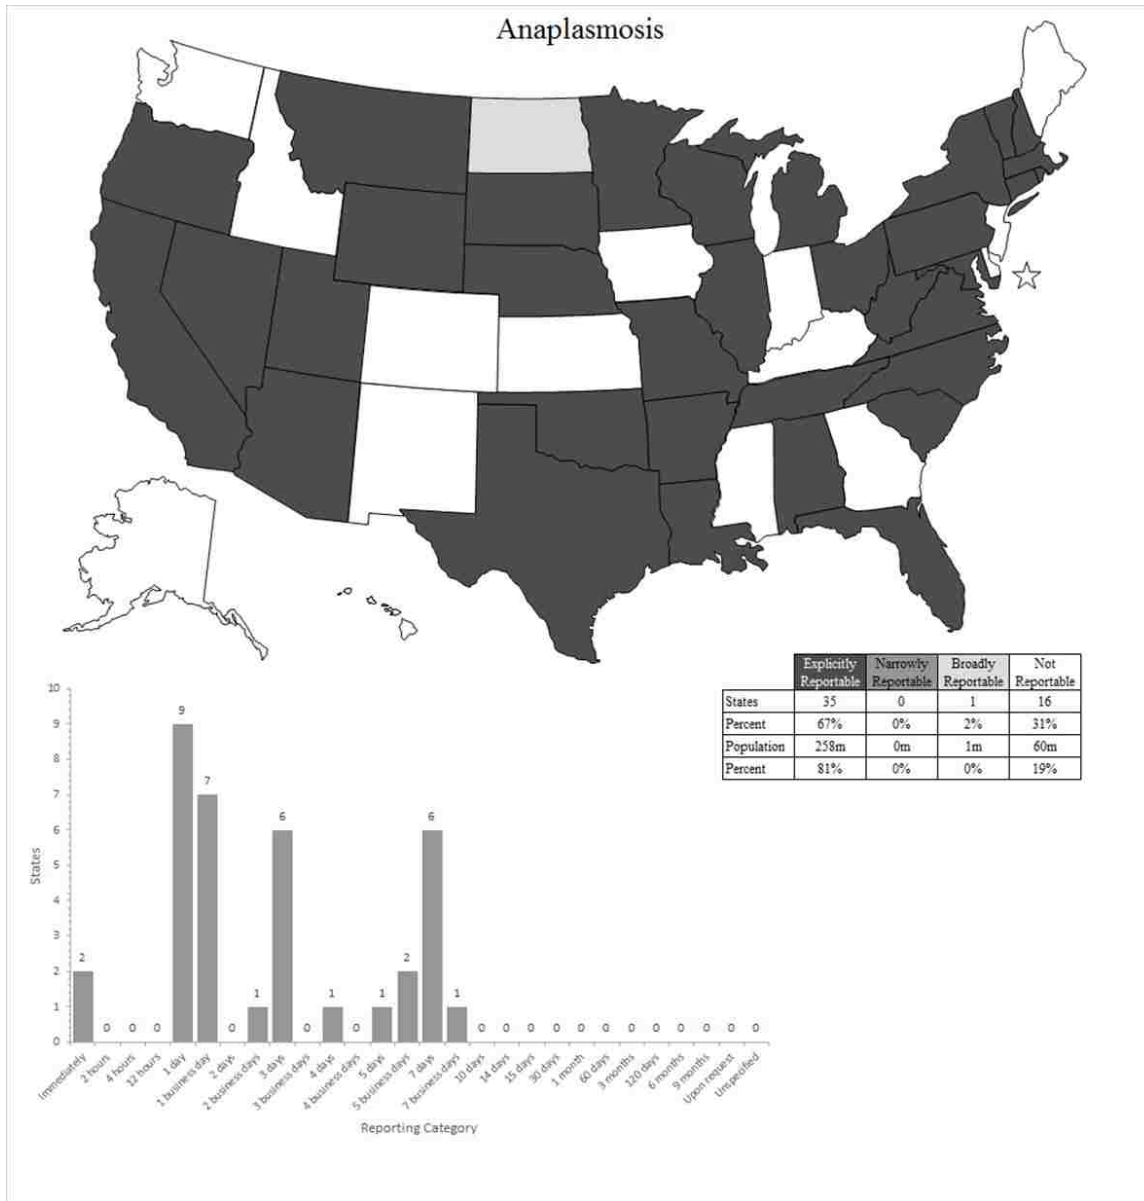 Anaplasmosis
Explicitly Reportable Narrowly Reportable Broadly Reportable Not Reportable
States 35 0 1 16
Percent 67% 0% 2% 31%
Population 258m 0m 1m 60m
Percent 81% 0% 0% 19%
10
9
8
7
6
5
4
3
2
1
0
States
2 0 0 0 9 7 0 1 6 0 1 0 1 2 6 1 0 0 0 0 0 0 0 0 0 0 0 0
Immediately
2 hours
4 hours
12 hours
1 day
1 business day
2 days
2 business days
3 days
3 business days
4 days
4 business days
5 days
5 business days
7 days
7 business days
10 days
14 days
15 days
30 days
1 month
60 days
3 months
120 days
6 months
9 months
Upon request
Unspecified
Reporting Category